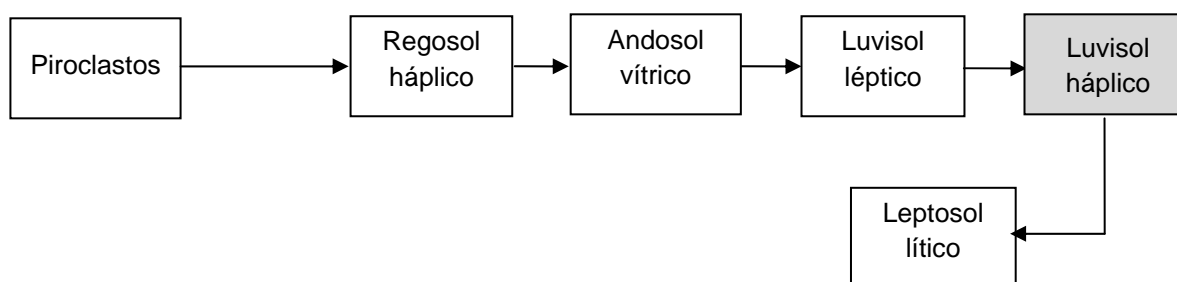 Piroclastos
Regosol
háplico
Andosol
vítrico
Luvisol
léptico
Luvisol
háplico
Leptosol
lítico